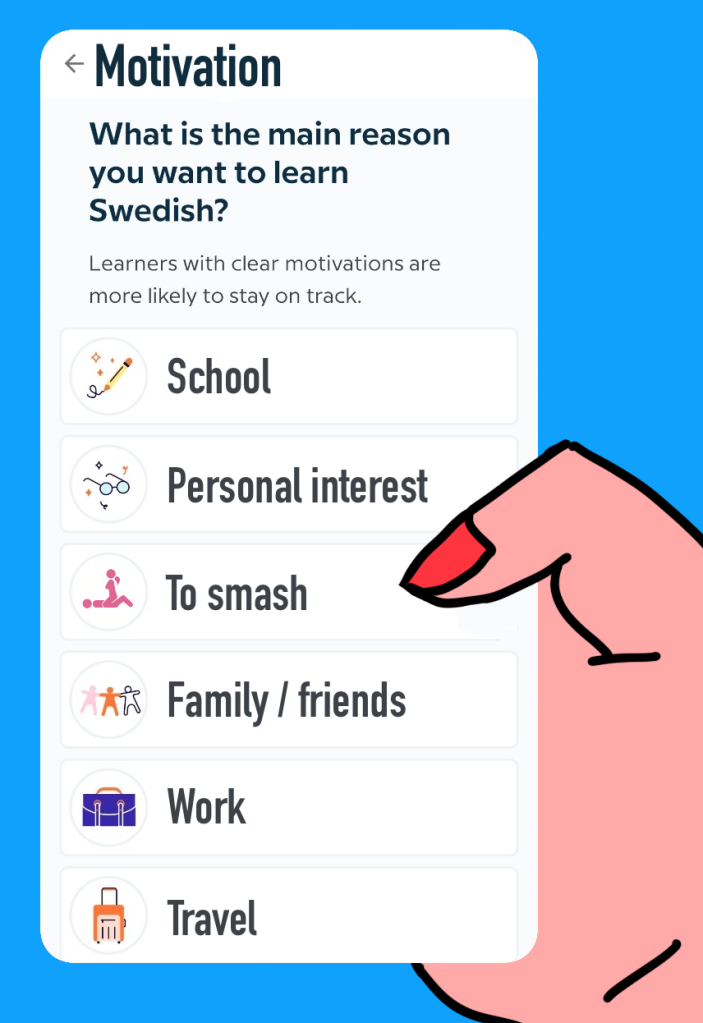 Motivation
What is the main reason
you want to learn
Swedish?
Learners with clear motivations are
more likely to stay on track.
School
Personal interest
To smash
Family / friends
Work
Travel